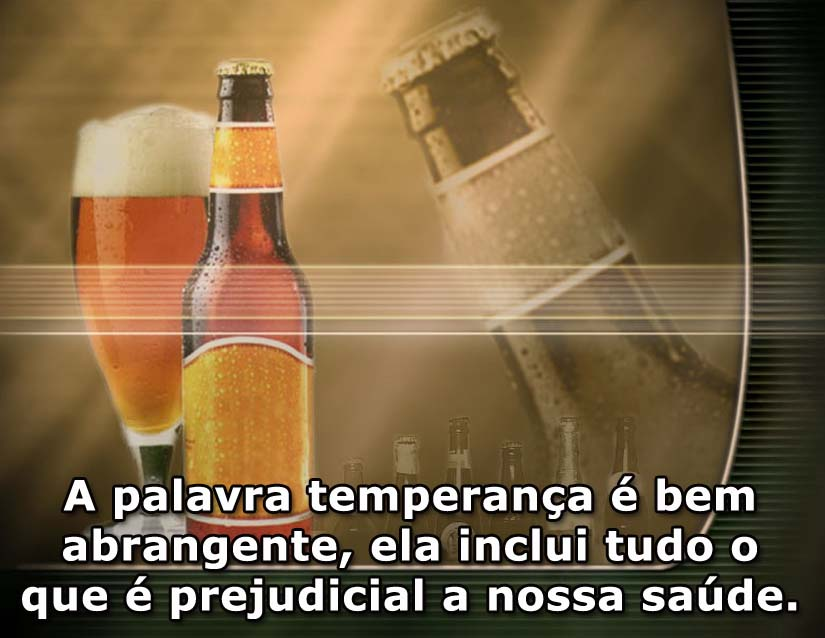 A palavra temperança é bem
abrangente, ela inclui tudo o
que é prejudicial a nossa saúde.